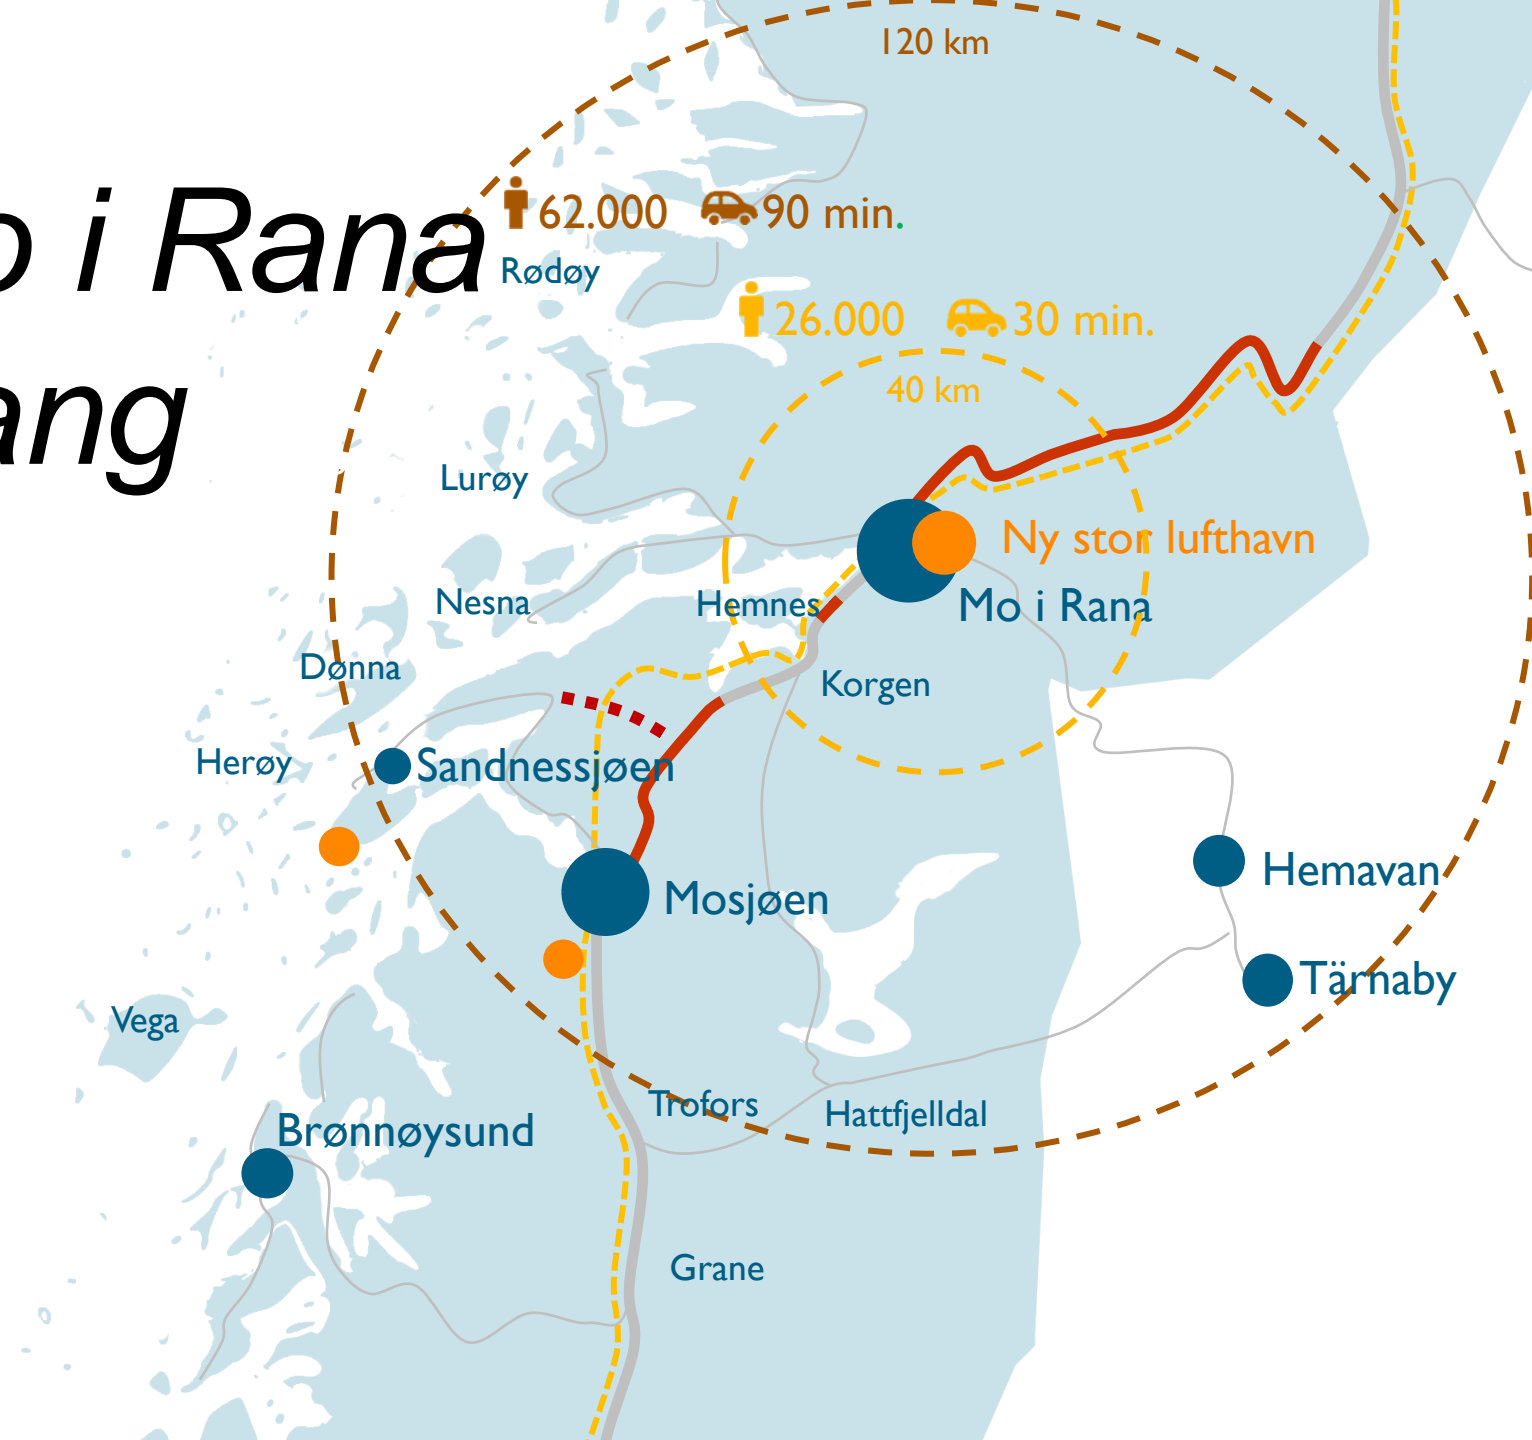 120 km
i Rana
62.000 90 min.
Rødøy
26.000 30 min.
40 km
Lurøy
Ny stor lufthavn
Nesna
Hemnes
Mo i Rana
Dønna
Korgen
Herøy
Sandnessjøen
Hemavan
Mosjøen
Tärnaby
Vega
Trofors
Hattfjelldal
Brønnøysund
Grane